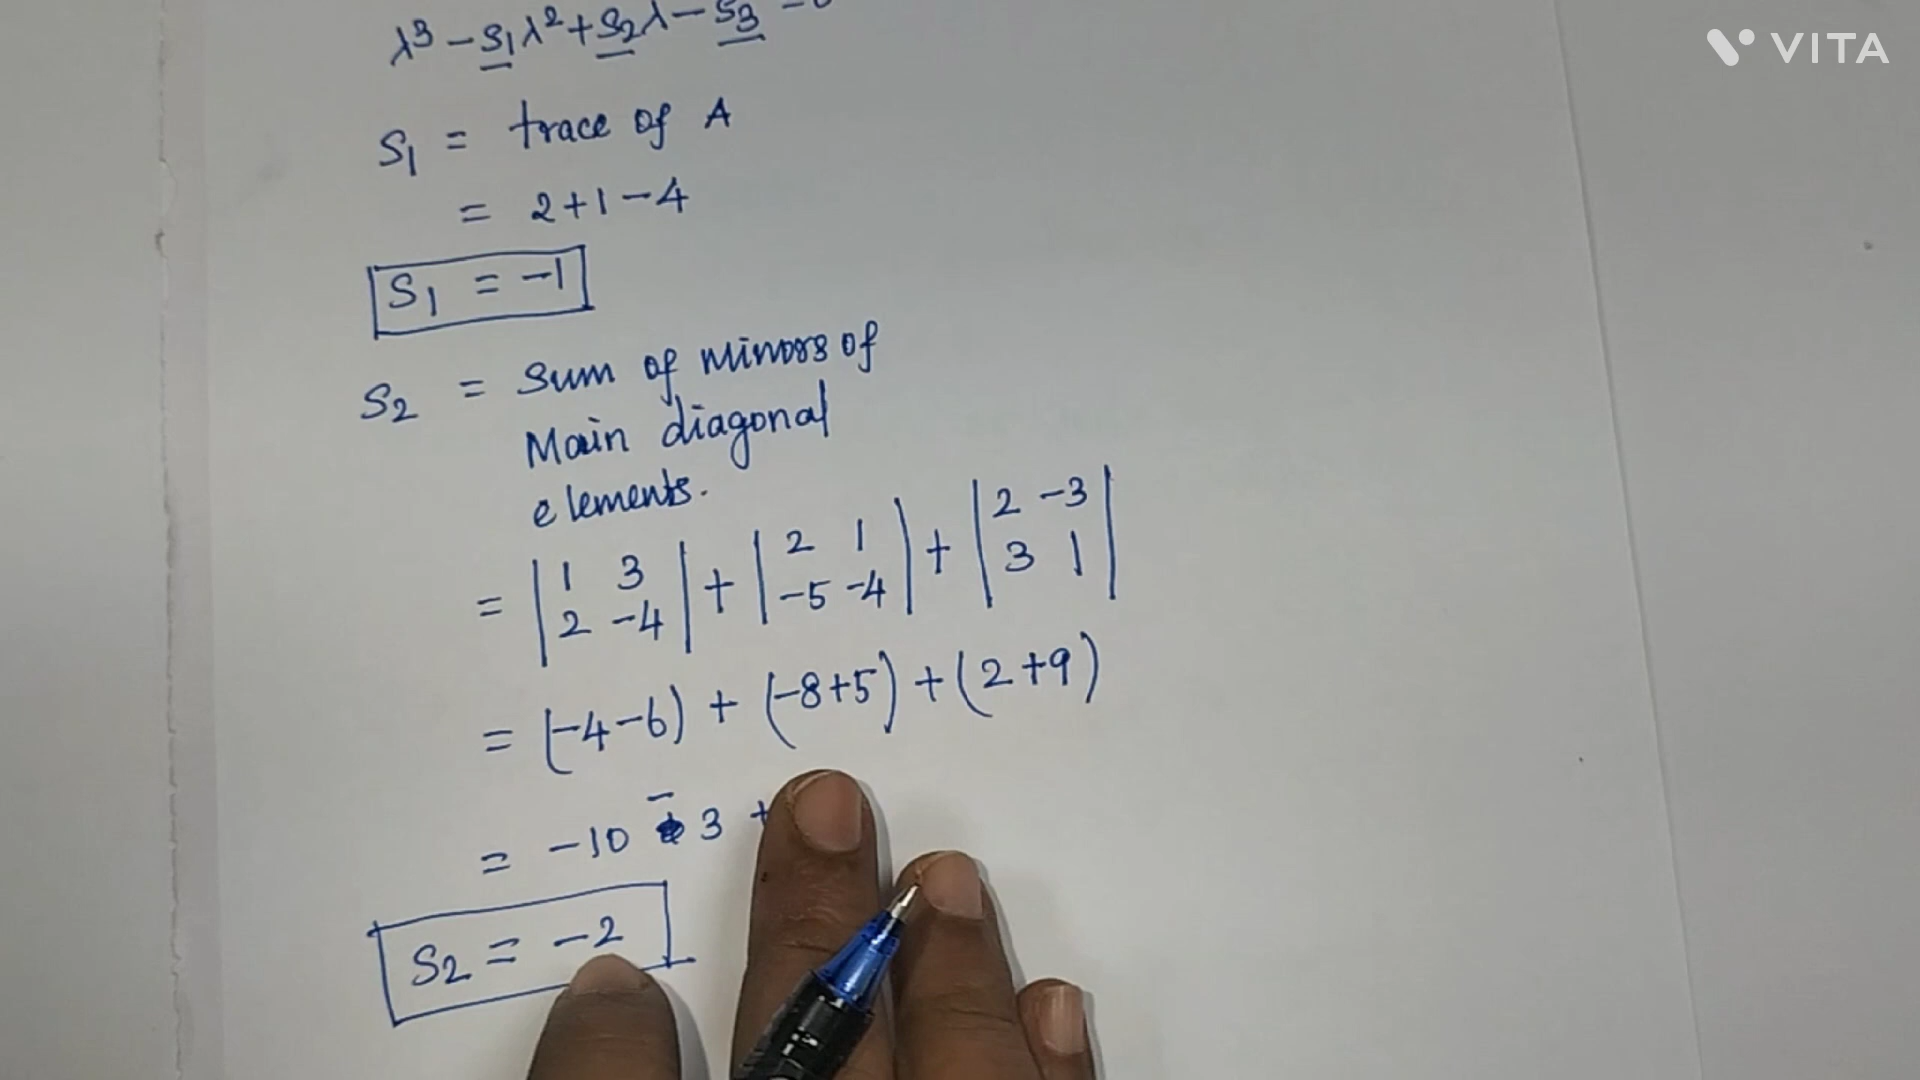 λ³ - S₁λ² + S₂λ - S₃
VITA
S₁ = trace of A
= 2+1-4
S₁ = -1
S₂ = Sum of Minors of
Main diagonal
elements.
= |1 3| + |2 1| + |2 -3|
|2 -4| |-5 -4| |3 1|
= (-4-6) + (-8+5) + (2+9)
= -10 - 3 +
S₂ = -2